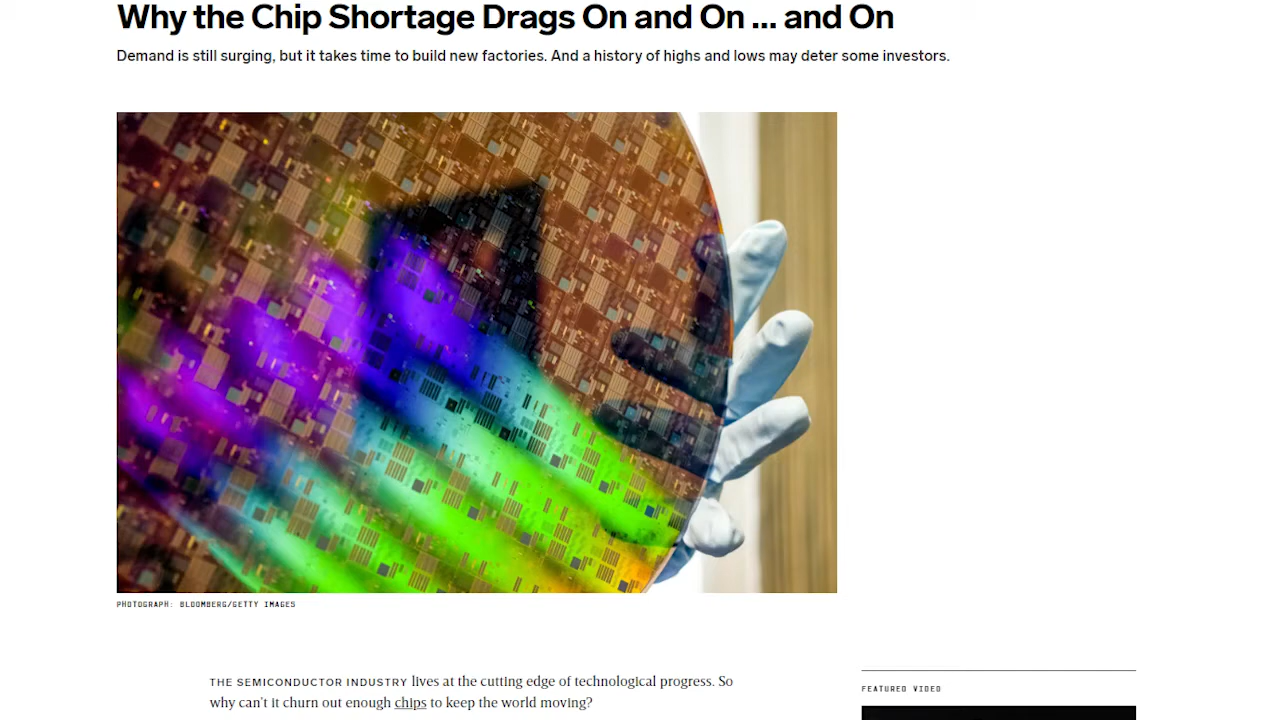 Why the Chip Shortage Drags On and On ... and On
Demand is still surging, but it takes time to build new factories. And a history of highs and lows may deter some investors.
PHOTOGRAPH: BLOOMBERG/GETTY IMAGES
THE SEMICONDUCTOR INDUSTRY lives at the cutting edge of technological progress. So
why can't it churn out enough chips to keep the world moving?
FEATURED VIDEO